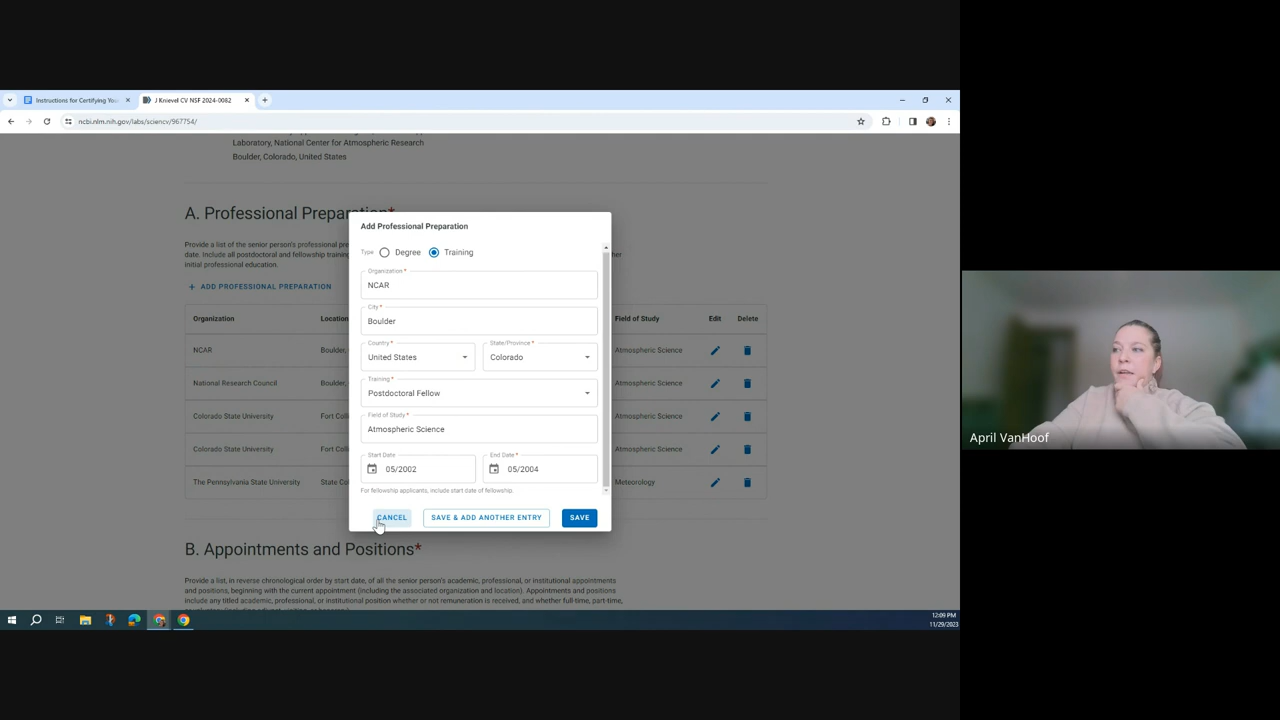 Instructions for Certifying You
J Knievel CV NSF 2024-0082
ncbi.nlm.nih.gov/labs/sciencv/967754/
Laboratory, National Center for Atmospheric Research
Boulder, Colorado, United States
A. Professional Preparation*
Provide a list of the senior person's professional pre
date. Include all postdoctoral and fellowship training
initial professional education.
ADD PROFESSIONAL PREPARATION
Organization
Location
Field of Study
Edit
Delete
NCAR
Boulder,
Atmospheric Science
National Research Council
Boulder,
Atmospheric Science
Colorado State University
Fort Coll
Atmospheric Science
Colorado State University
Fort Coll
Atmospheric Science
The Pennsylvania State University
State Col
Meteorology
Add Professional Preparation
Type
Degree
Training
Organization *
NCAR
City *
Boulder
Country *
United States
State/Province *
Colorado
Training *
Postdoctoral Fellow
Field of Study *
Atmospheric Science
Start Date
05/2002
End Date *
05/2004
For fellowship applicants, include start date of fellowship.
CANCEL
SAVE & ADD ANOTHER ENTRY
SAVE
B. Appointments and Positions*
Provide a list, in reverse chronological order by start date, of all the senior person's academic, professional, or institutional appointments
and positions, beginning with the current appointment (including the associated organization and location). Appointments and positions
include any titled academic, professional, or institutional position whether or not remuneration is received, and whether full-time, part-time,
12:09 PM
11/29/2023
April VanHoof